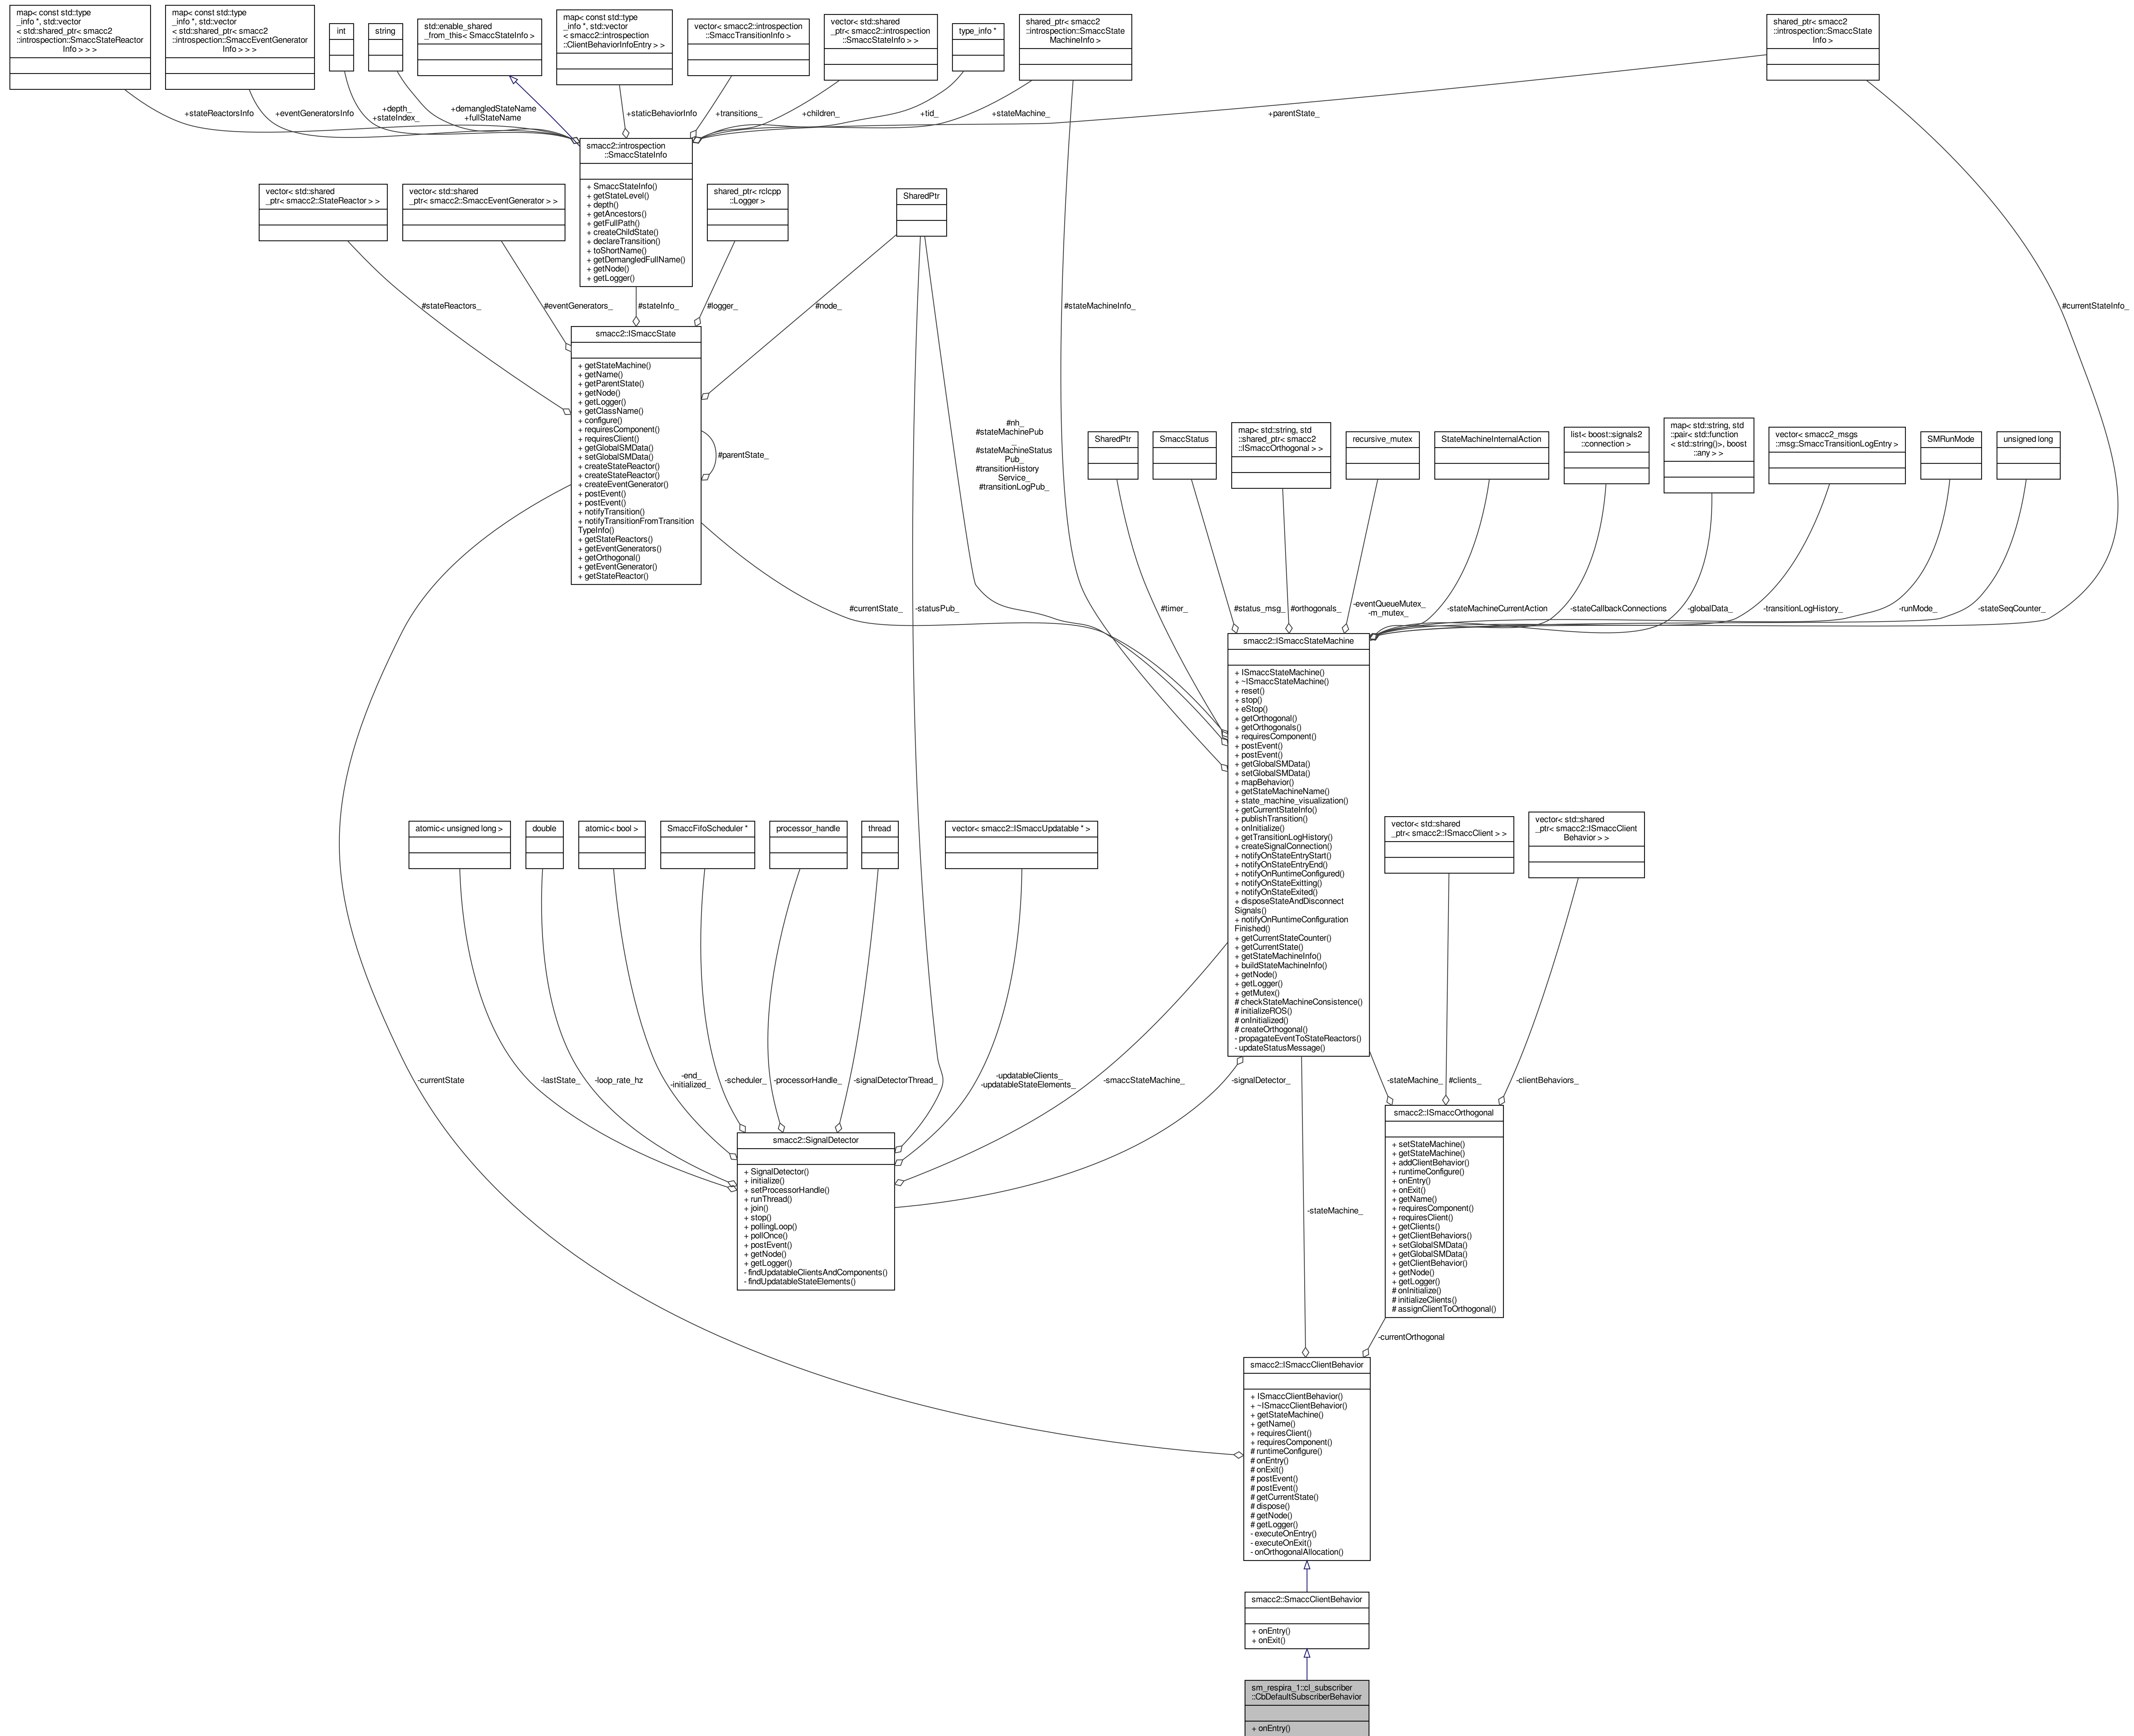 map< const std::type
_info *, std::vector
< std::shared_ptr< smacc2
::introspection::SmaccStateReactor
Info > > >
map< const std::type
_info *, std::vector
< std::shared_ptr< smacc2
::introspection::SmaccEventGenerator
Info > > >
int
string
std::enable_shared
_from_this< SmaccStateInfo >
map< const std::type
_info *, std::vector
< smacc2::introspection
::ClientBehaviorInfoEntry > >
vector< smacc2::introspection
::SmaccTransitionInfo >
vector< std::shared
_ptr< smacc2::introspection
::SmaccStateInfo > >
type_info *
shared_ptr< smacc2
::introspection::SmaccState
MachineInfo >
shared_ptr< smacc2
::introspection::SmaccState
Info >
+stateReactorsInfo
+eventGeneratorsInfo
+depth_
+stateIndex_
+demangledStateName
+fullStateName
+staticBehaviorInfo
+transitions_
+children_
+tid_
+stateMachine_
+parentState_
smacc2::introspection
::SmaccStateInfo
+ SmaccStateInfo()
+ getStateLevel()
+ depth()
+ getAncestors()
+ getFullPath()
+ createChildState()
+ declareTransition()
+ toShortName()
+ getDemangledFullName()
+ getNode()
+ getLogger()
vector< std::shared
_ptr< smacc2::StateReactor > >
vector< std::shared
_ptr< smacc2::SmaccEventGenerator > >
shared_ptr< rclcpp
::Logger >
SharedPtr
#stateReactors_
#eventGenerators_
#stateInfo_
#logger_
#node_
#stateMachineInfo_
#currentStateInfo_
smacc2::ISmaccState
+ getStateMachine()
+ getName()
+ getParentState()
+ getNode()
+ getLogger()
+ getClassName()
+ configure()
+ requiresComponent()
+ requiresClient()
+ getGlobalSMData()
+ setGlobalSMData()
+ createStateReactor()
+ createStateReactor()
+ createEventGenerator()
+ postEvent()
+ postEvent()
+ notifyTransition()
+ notifyTransitionFromTransition
TypeInfo()
+ getStateReactors()
+ getEventGenerators()
+ getOrthogonal()
+ getEventGenerator()
+ getStateReactor()
#parentState_
#nh_
#stateMachinePub
_
#stateMachineStatus
Pub_
#transitionHistory
Service_
#transitionLogPub_
SharedPtr
SmaccStatus
map< std::string, std
::shared_ptr< smacc2
::ISmaccOrthogonal > >
recursive_mutex
StateMachineInternalAction
list< boost::signals2
::connection >
map< std::string, std
::pair< std::function
< std::string()>, boost
::any > >
vector< smacc2_msgs
::msg::SmaccTransitionLogEntry >
SMRunMode
unsigned long
#currentState_
-statusPub_
#timer_
#status_msg_
#orthogonals_
-eventQueueMutex_
-m_mutex_
-stateMachineCurrentAction
-stateCallbackConnections
-globalData_
-transitionLogHistory_
-runMode_
-stateSeqCounter_
smacc2::ISmaccStateMachine
+ ISmaccStateMachine()
+ ~ISmaccStateMachine()
+ reset()
+ stop()
+ eStop()
+ getOrthogonal()
+ getOrthogonals()
+ requiresComponent()
+ postEvent()
+ postEvent()
+ getGlobalSMData()
+ setGlobalSMData()
+ mapBehavior()
+ getStateMachineName()
+ state_machine_visualization()
+ getCurrentStateInfo()
+ publishTransition()
+ onInitialize()
+ getTransitionLogHistory()
+ createSignalConnection()
+ notifyOnStateEntryStart()
+ notifyOnStateEntryEnd()
+ notifyOnRuntimeConfigured()
+ notifyOnStateExitting()
+ notifyOnStateExited()
+ disposeStateAndDisconnect
Signals()
+ notifyOnRuntimeConfiguration
Finished()
+ getCurrentStateCounter()
+ getCurrentState()
+ getStateMachineInfo()
+ buildStateMachineInfo()
+ getNode()
+ getLogger()
+ getMutex()
# checkStateMachineConsistence()
# initializeROS()
# onInitialized()
# createOrthogonal()
- propagateEventToStateReactors()
- updateStatusMessage()
atomic< unsigned long >
double
atomic< bool >
SmaccFifoScheduler *
processor_handle
thread
vector< smacc2::ISmaccUpdatable * >
vector< std::shared
_ptr< smacc2::ISmaccClient > >
vector< std::shared
_ptr< smacc2::ISmaccClient
Behavior > >
-currentState
-lastState_
-loop_rate_hz
-end_
-initialized_
-scheduler_
-processorHandle_
-signalDetectorThread_
-updatableClients_
-updatableStateElements_
-smaccStateMachine_
-signalDetector_
-stateMachine_
#clients_
-clientBehaviors_
smacc2::SignalDetector
+ SignalDetector()
+ initialize()
+ setProcessorHandle()
+ runThread()
+ join()
+ stop()
+ pollingLoop()
+ pollOnce()
+ postEvent()
+ getNode()
+ getLogger()
- findUpdatableClientsAndComponents()
- findUpdatableStateElements()
smacc2::ISmaccOrthogonal
+ setStateMachine()
+ getStateMachine()
+ addClientBehavior()
+ runtimeConfigure()
+ onEntry()
+ onExit()
+ getName()
+ requiresComponent()
+ requiresClient()
+ getClients()
+ getClientBehaviors()
+ setGlobalSMData()
+ getGlobalSMData()
+ getClientBehavior()
+ getNode()
+ getLogger()
# onInitialize()
# initializeClients()
# assignClientToOrthogonal()
-stateMachine_
-currentOrthogonal
smacc2::ISmaccClientBehavior
+ ISmaccClientBehavior()
+ ~ISmaccClientBehavior()
+ getStateMachine()
+ getName()
+ requiresClient()
+ requiresComponent()
# runtimeConfigure()
# onEntry()
# onExit()
# postEvent()
# postEvent()
# getCurrentState()
# dispose()
# getNode()
# getLogger()
- executeOnEntry()
- executeOnExit()
- onOrthogonalAllocation()
smacc2::SmaccClientBehavior
+ onEntry()
+ onExit()
sm_respira_1::cl_subscriber
::CbDefaultSubscriberBehavior
+ onEntry()